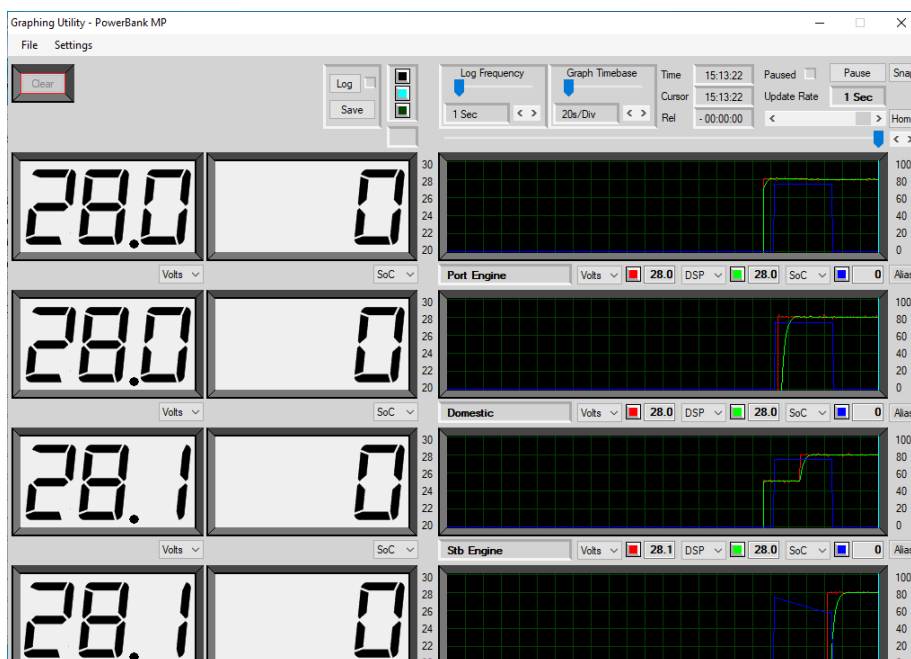 Graphing Utility - PowerBank MP
File Settings
Clear
Log
Save
Log Frequency
1 Sec
< >
Graph Timebase
20s/Div
< >
Time 15:13:22
Cursor 15:13:22
Rel - 00:00:00
Paused Pause
Update Rate 1 Sec
< >
Snap
Home
< >
28.0 0
Volts SoC
30
28
26
24
22
20
100
80
60
40
20
0
Port Engine Volts 28.0 DSP 28.0 SoC 0 Alias
28.0 0
Volts SoC
30
28
26
24
22
20
100
80
60
40
20
0
Domestic Volts 28.0 DSP 28.0 SoC 0 Alias
28.1 0
Volts SoC
30
28
26
24
22
20
100
80
60
40
20
0
Stb Engine Volts 28.1 DSP 28.0 SoC 0 Alias
28.1 0
30
28
26
24
22
100
80
60
40
20